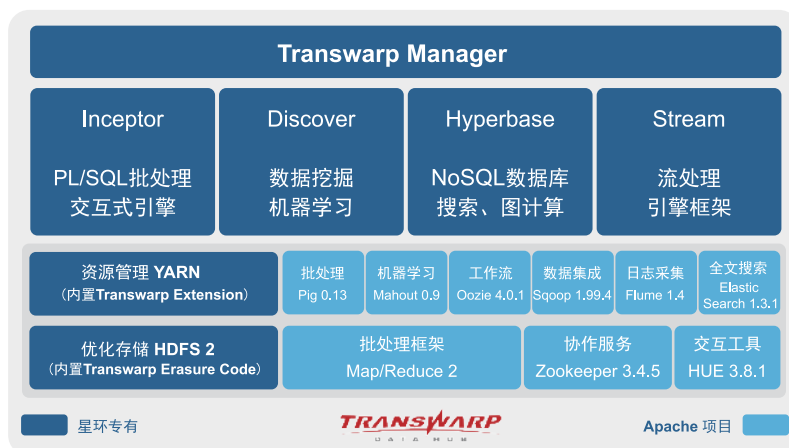 Transwarp Manager
Inceptor
PL/SQL批处理
交互式引擎
Discover
数据挖掘
机器学习
Hyperbase
NoSQL数据库
搜索、图计算
Stream
流处理
引擎框架
资源管理 YARN
(内置Transwarp Extension)
批处理
Pig 0.13
机器学习
Mahout 0.9
工作流
Oozie 4.0.1
数据集成
Sqoop 1.99.4
日志采集
Flume 1.4
全文搜索
Elastic
Search 1.3.1
优化存储 HDFS 2
(内置Transwarp Erasure Code)
批处理框架
Map/Reduce 2
协作服务
Zookeeper 3.4.5
交互工具
HUE 3.8.1
星环专有
TRANSWARP
Apache 项目